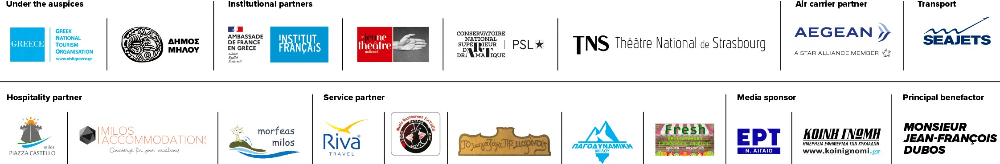 Under the auspices
GREECE
GREEK
NATIONAL
TOURISM
ORGANISATION
www.visitgreece.gr
ΔΗΜΟΣ
ΜΗΛΟΥ
Institutional partners
AMBASSADE
DE FRANCE
EN GRÈCE
Liberté
Égalité
Fraternité
INSTITUT
FRANÇAIS
le jeune
théâtre
national
CONSERVATOIRE
NATIONAL
SUPÉRIEUR
D'ART
DRAMATIQUE
PSL
TNS Théâtre National de Strasbourg
Air carrier partner
AEGEAN
A STAR ALLIANCE MEMBER
Transport
SEAJETS
Hospitality partner
milos
PiAZZA CASTELLO
MILOS
ACCOMMODATIONS
Concierge for your vacations
morfeas
milos
Service partner
Riva
TRAVEL
Music Restaurant FATSES
FATSES
FOOD
BAR
Το μαγαζάκι της μαρίνας
ΠΑΓΟΔΥΝΑΜΙΚΗ
ΜΗΛΟΥ
Fresh
Delicatessen
Παπαθανάσης Δημήτρης
Φρούτα - Λαχανικά
Media sponsor
ΕΡΤ
Ν. ΑΙΓΑΙΟ
ΚΟΙΝΗ ΓΝΩΜΗ
ΗΜΕΡΗΣΙΑ ΕΦΗΜΕΡΙΔΑ ΤΩΝ ΚΥΚΛΑΔΩΝ
www.koinignomi.gr
Principal benefactor
MONSIEUR
JEAN-FRANÇOIS
DUBOS